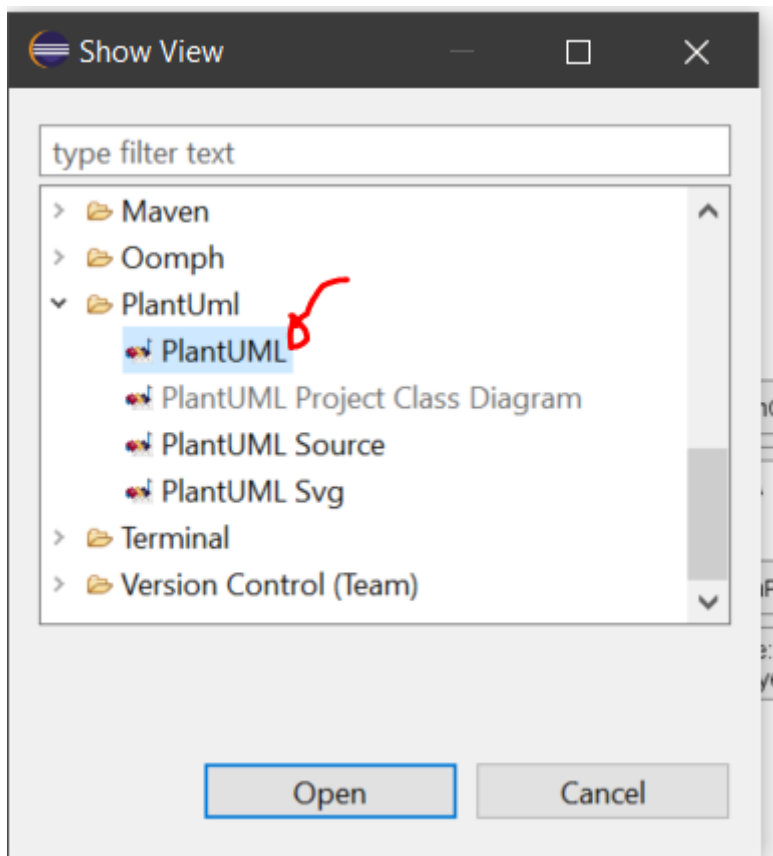 Show View
type filter text
Maven
Oomph
PlantUml
PlantUML
PlantUML Project Class Diagram
PlantUML Source
PlantUML Svg
Terminal
Version Control (Team)
Open
Cancel